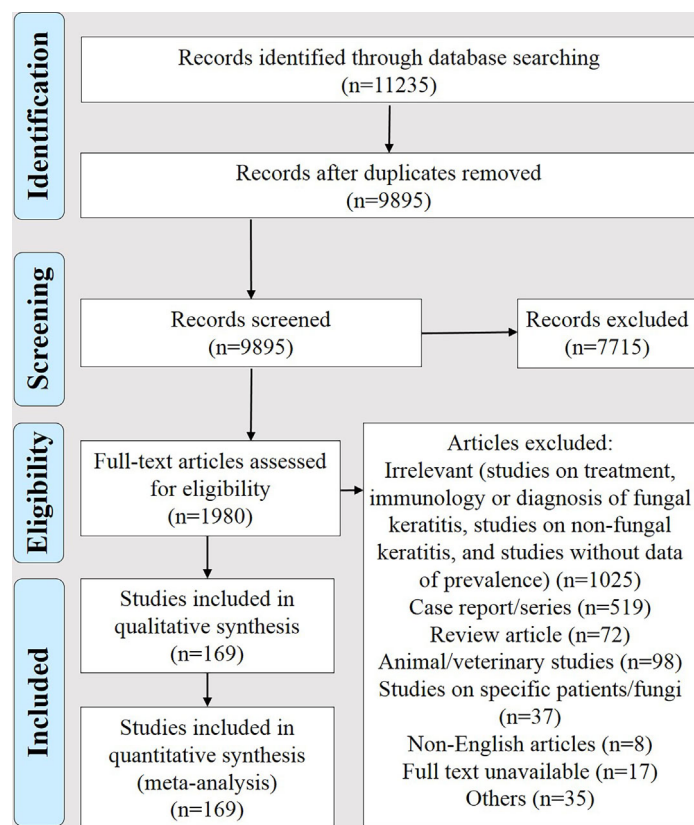 Identification
Records identified through database searching
(n=11235)
Records after duplicates removed
(n=9895)
Screening
Records screened
(n=9895)
Records excluded
(n=7715)
Eligibility
Full-text articles assessed
for eligibility
(n=1980)
Articles excluded:
Irrelevant (studies on treatment,
immunology or diagnosis of fungal
keratitis, studies on non-fungal
keratitis, and studies without data
of prevalence) (n=1025)
Case report/series (n=519)
Review article (n=72)
Animal/veterinary studies (n=98)
Studies on specific patients/fungi
(n=37)
Non-English articles (n=8)
Full text unavailable (n=17)
Others (n=35)
Included
Studies included in
qualitative synthesis
(n=169)
Studies included in
quantitative synthesis
(meta-analysis)
(n=169)